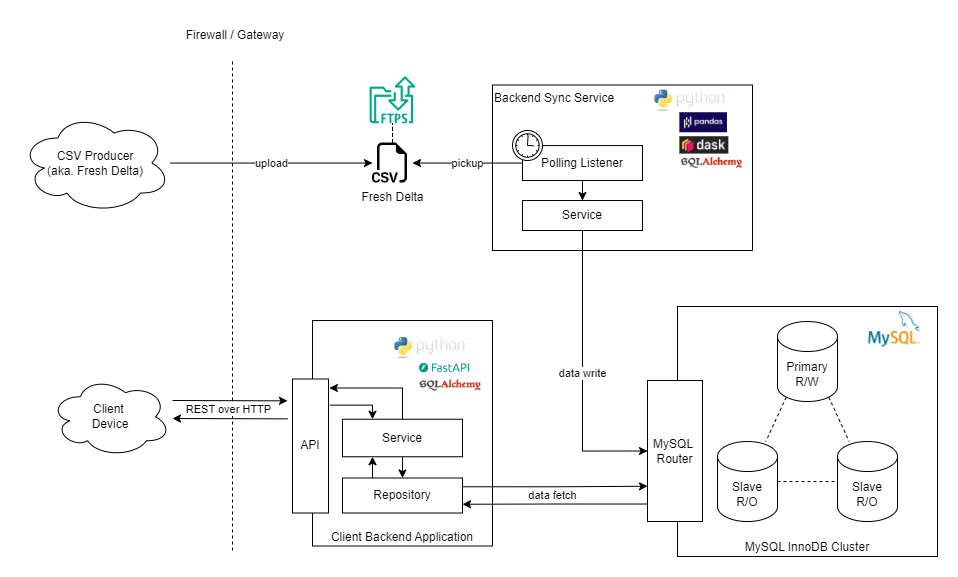 Firewall / Gateway
FTPS
CSV Producer
(aka. Fresh Delta)
upload
CSV
Fresh Delta
pickup
Backend Sync Service
python
pandas
dask
SQLAlchemy
Polling Listener
Service
data write
Client
Device
REST over HTTP
python
FastAPI
SQLAlchemy
API
Service
Repository
Client Backend Application
data fetch
MySQL
Router
MySQL
Primary
R/W
Slave
R/O
Slave
R/O
MySQL InnoDB Cluster